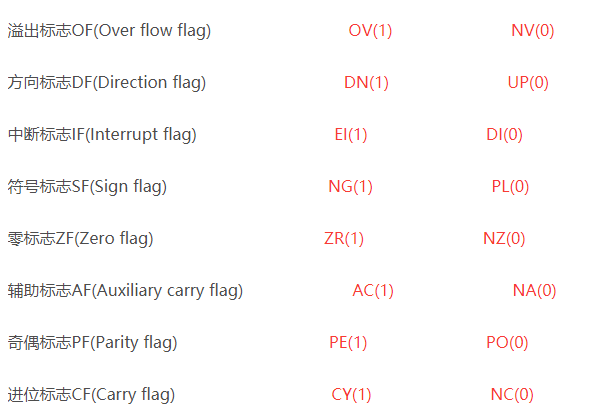 溢出标志OF(Over flow flag) OV(1) NV(0)
方向标志DF(Direction flag) DN(1) UP(0)
中断标志IF(Interrupt flag) EI(1) DI(0)
符号标志SF(Sign flag) NG(1) PL(0)
零标志ZF(Zero flag) ZR(1) NZ(0)
辅助标志AF(Auxiliary carry flag) AC(1) NA(0)
奇偶标志PF(Parity flag) PE(1) PO(0)
进位标志CF(Carry flag) CY(1) NC(0)